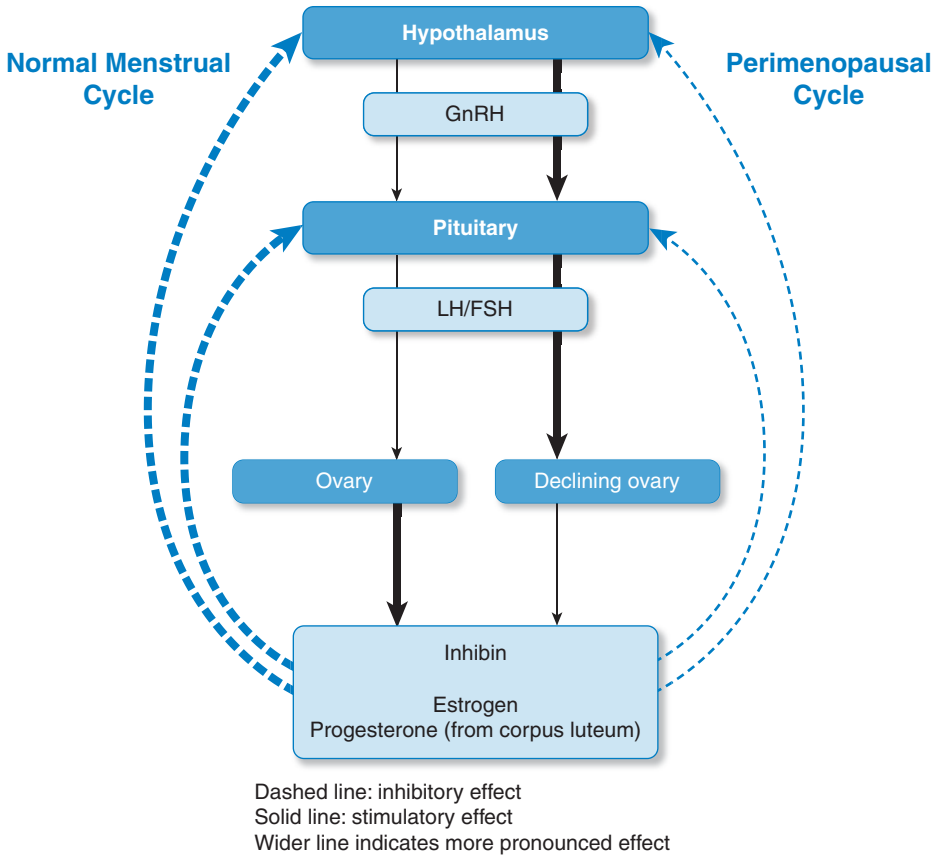 Hypothalamus
Normal Menstrual
Cycle
Perimenopausal
Cycle
GnRH
Pituitary
LH/FSH
Ovary
Declining ovary
Inhibin
Estrogen
Progesterone (from corpus luteum)
Dashed line: inhibitory effect
Solid line: stimulatory effect
Wider line indicates more pronounced effect